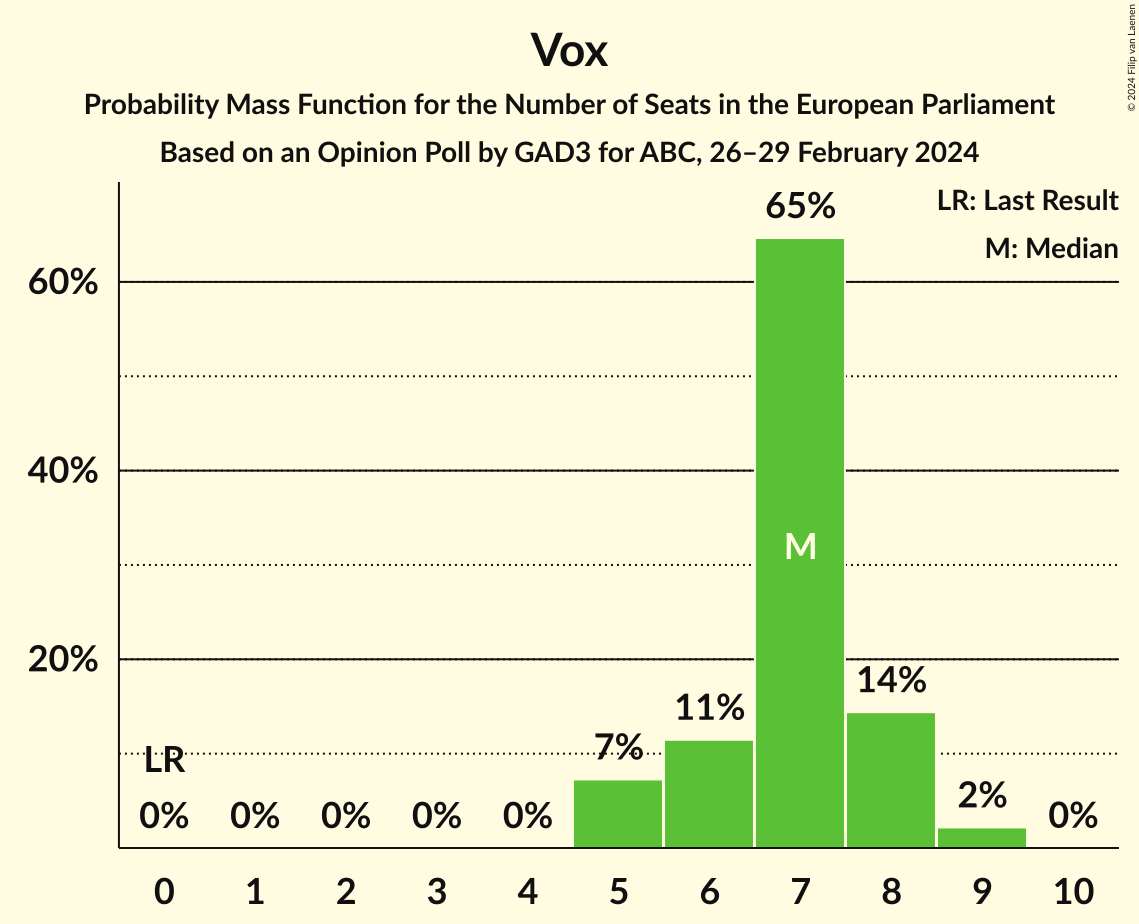 Vox
Probability Mass Function for the Number of Seats in the European Parliament
Based on an Opinion Poll by GAD3 for ABC, 26–29 February 2024
© 2024 Filip van Laenen
LR: Last Result
M: Median
65%
60%
40%
M
20%
14%
11%
7%
LR
2%
0% 0% 0% 0% 0% 0%
0 1 2 3 4 5 6 7 8 9 10